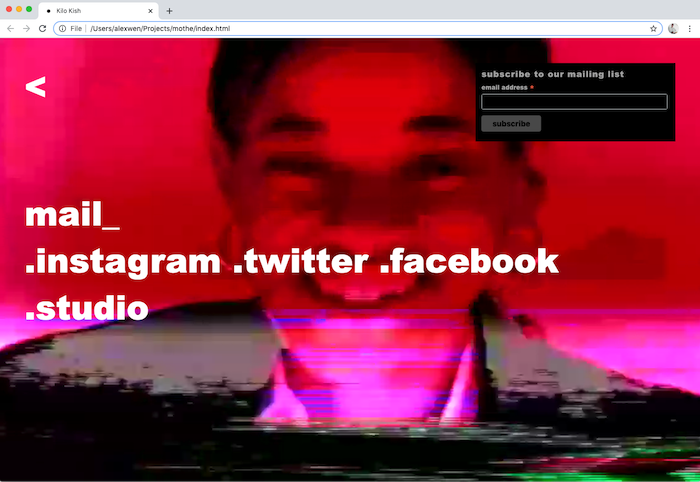 Kilo Kish
File /Users/alexwen/Projects/mothe/index.html
<
subscribe to our mailing list
email address *
subscribe
mail_
.instagram .twitter .facebook
.studio